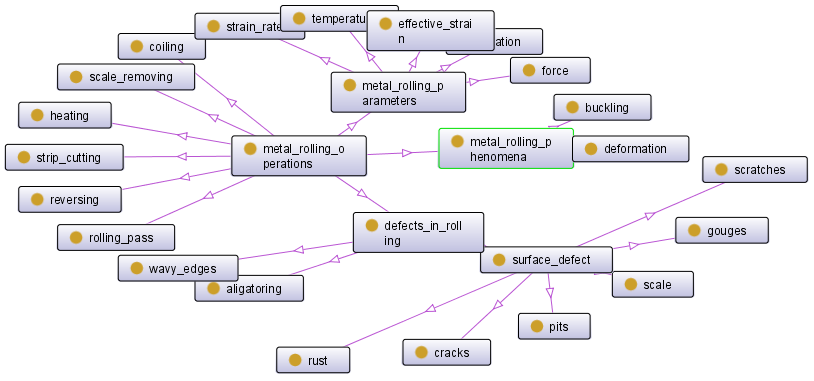 temperatu
effective_strai
n
strain_rate
ation
coiling
scale_removing
force
metal_rolling_p
arameters
buckling
heating
metal_rolling_o
perations
metal_rolling_p
henomena
deformation
strip_cutting
scratches
reversing
defects_in_roll
ing
gouges
rolling_pass
surface_defect
wavy_edges
aligatoring
scale
pits
cracks
rust